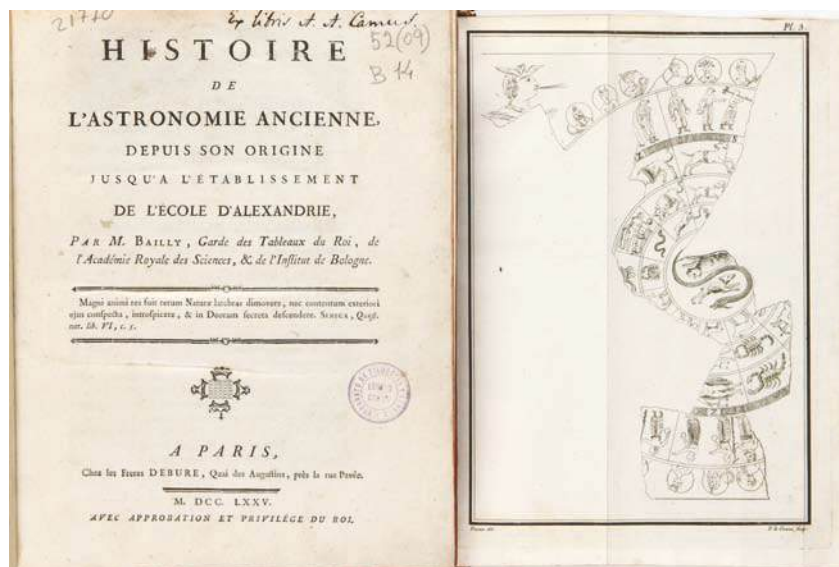 21770
Ex libris A. A. Camus.
52(09)
B 14
HISTOIRE
DE
L'ASTRONOMIE ANCIENNE,
DEPUIS SON ORIGINE
JUSQU'A L'ÉTABLISSEMENT
DE L'ÉCOLE D'ALEXANDRIE,
PAR M. BAILLY, Garde des Tableaux du Roi, de
l'Académie Royale des Sciences, & de l'Institut de Bologne.
Magni animi res fuit rerum Naturæ latebras dimovere, nec contentum exteriori
ejus conspectu, introspicere, & in Deorum secreta descendere. SENECA, Quæst.
nat. lib. VI, c. 5.
A PARIS,
Chez les Freres DEBURE, Quai des Augustins, près la rue Pavée.
M. DCC. LXXV.
AVEC APPROBATION ET PRIVILÉGE DU ROI.
Pl. 3.